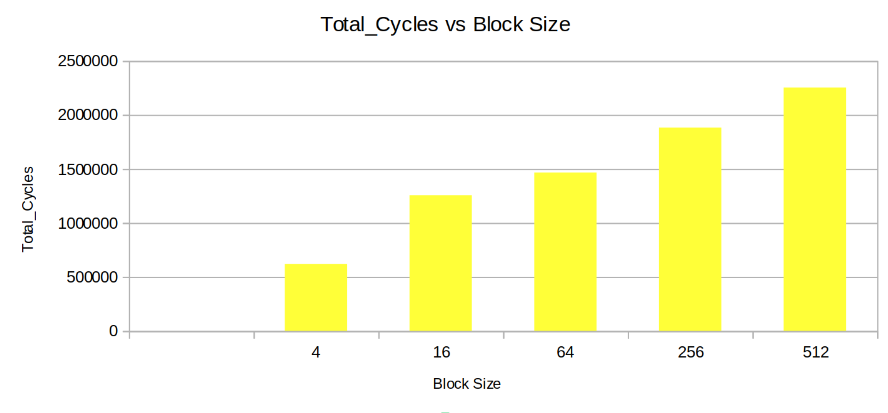 Total_Cycles vs Block Size
2500000
2000000
1500000
1000000
500000
0
Total_Cycles
4 16 64 256 512
Block Size